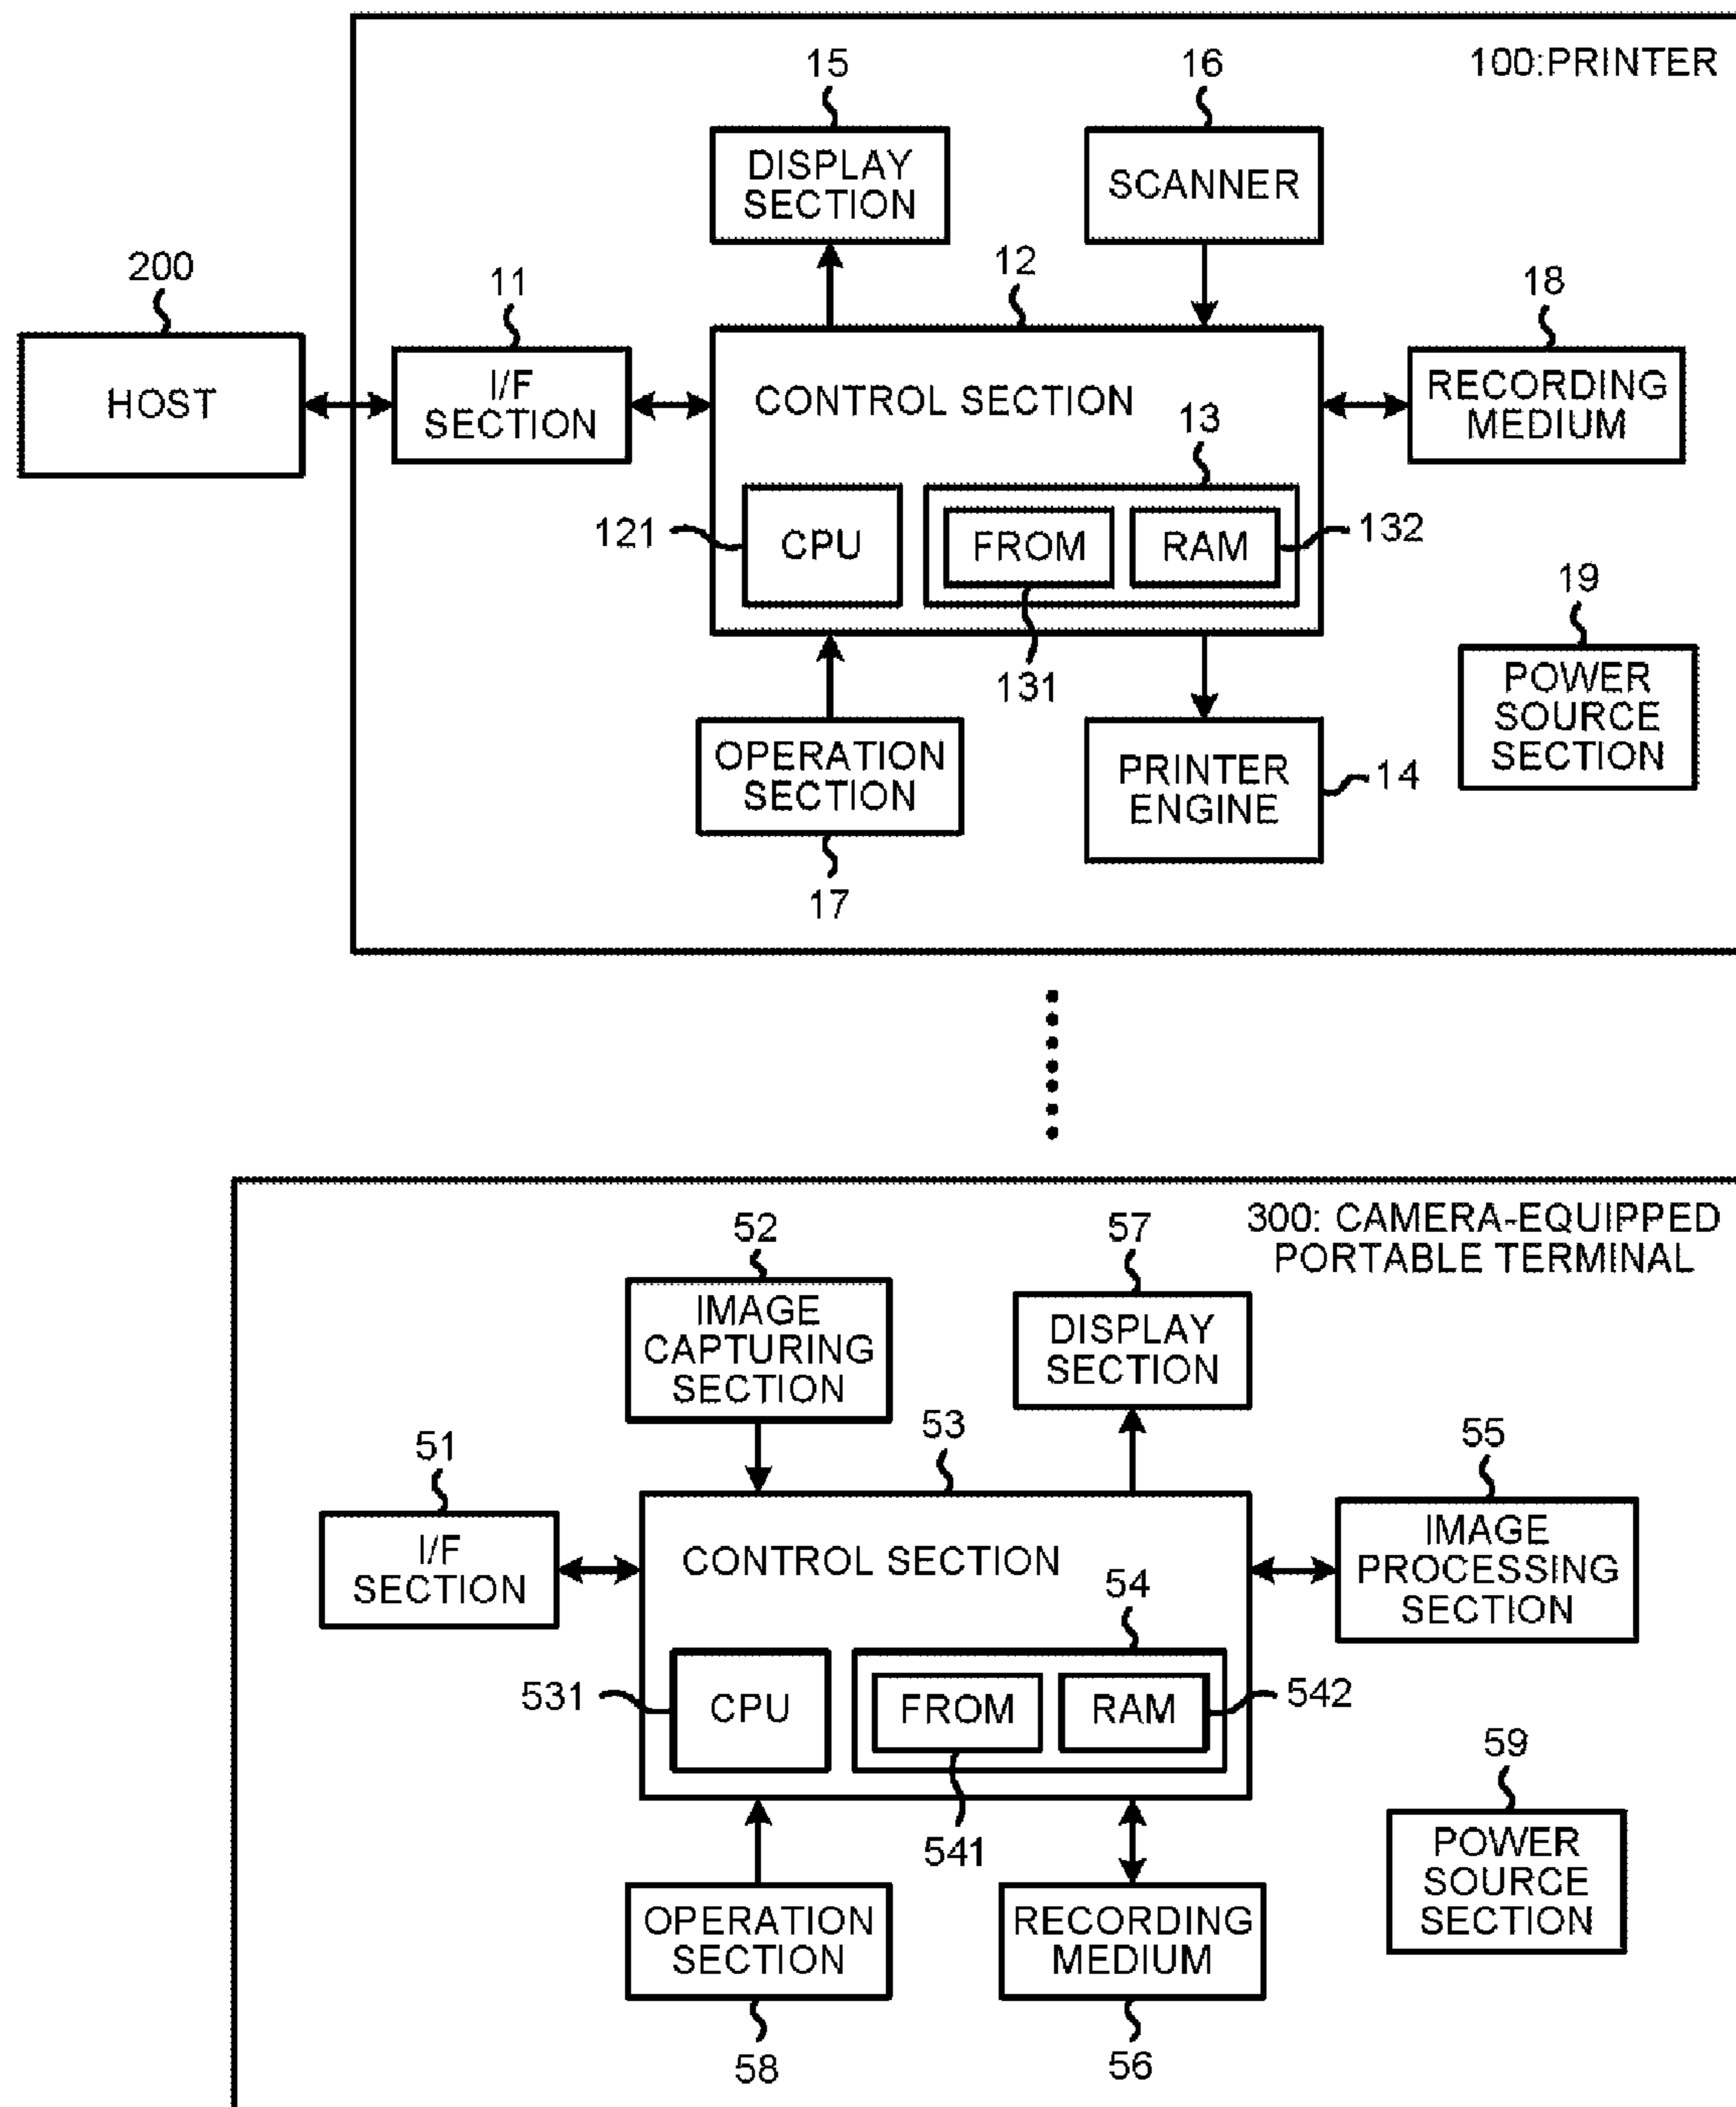 100:PRINTER
15
16
DISPLAY
SECTION
SCANNER
200
11
12
18
HOST
I/F
SECTION
CONTROL SECTION
RECORDING
MEDIUM
13
121
CPU
FROM
RAM
132
131
19
POWER
SOURCE
SECTION
OPERATION
SECTION
PRINTER
ENGINE
14
17
300: CAMERA-EQUIPPED
PORTABLE TERMINAL
52
57
IMAGE
CAPTURING
SECTION
DISPLAY
SECTION
51
53
55
I/F
SECTION
CONTROL SECTION
IMAGE
PROCESSING
SECTION
54
531
CPU
FROM
RAM
542
541
59
POWER
SOURCE
SECTION
OPERATION
SECTION
RECORDING
MEDIUM
58
56